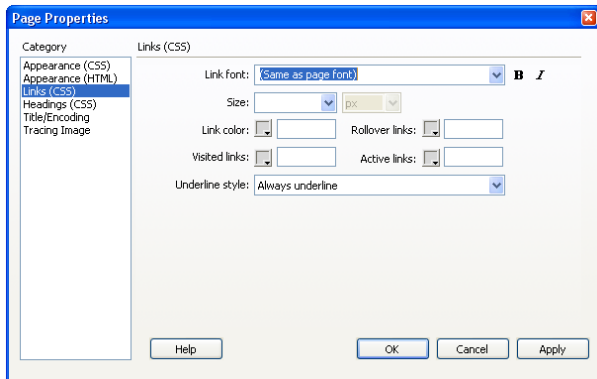 Page Properties
Category
Links (CSS)
Appearance (CSS)
Appearance (HTML)
Links (CSS)
Headings (CSS)
Title/Encoding
Tracing Image
Link font: (Same as page font) B I
Size: px
Link color: Rollover links:
Visited links: Active links:
Underline style: Always underline
Help OK Cancel Apply